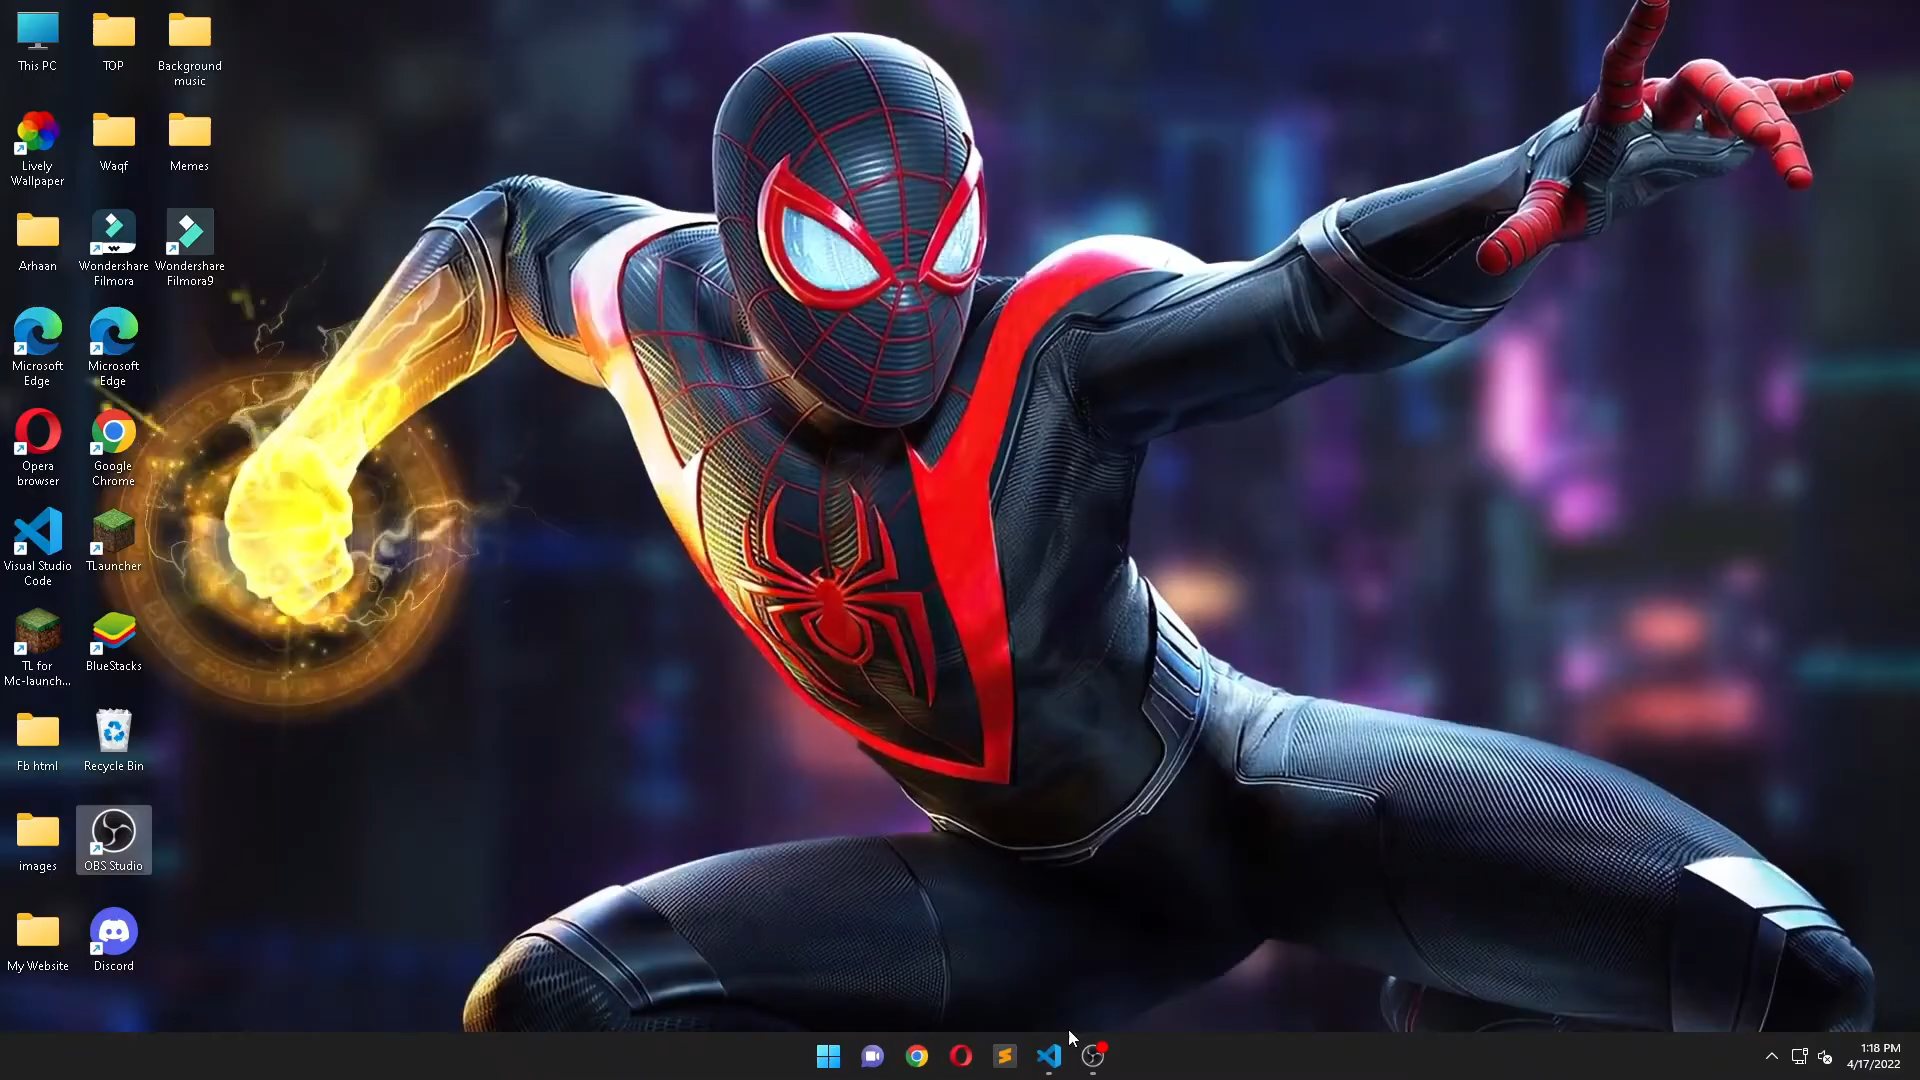 This PC
TOP
Background
music
Lively
Wallpaper
Waqf
Memes
Arhaan
Wondershare
Filmora
Wondershare
Filmora9
Microsoft
Edge
Microsoft
Edge
Opera
browser
Google
Chrome
Visual Studio
Code
TLauncher
TL for
Mc-launch...
BlueStacks
Fb html
Recycle Bin
images
OBS Studio
My Website
Discord
1:18 PM
4/17/2022